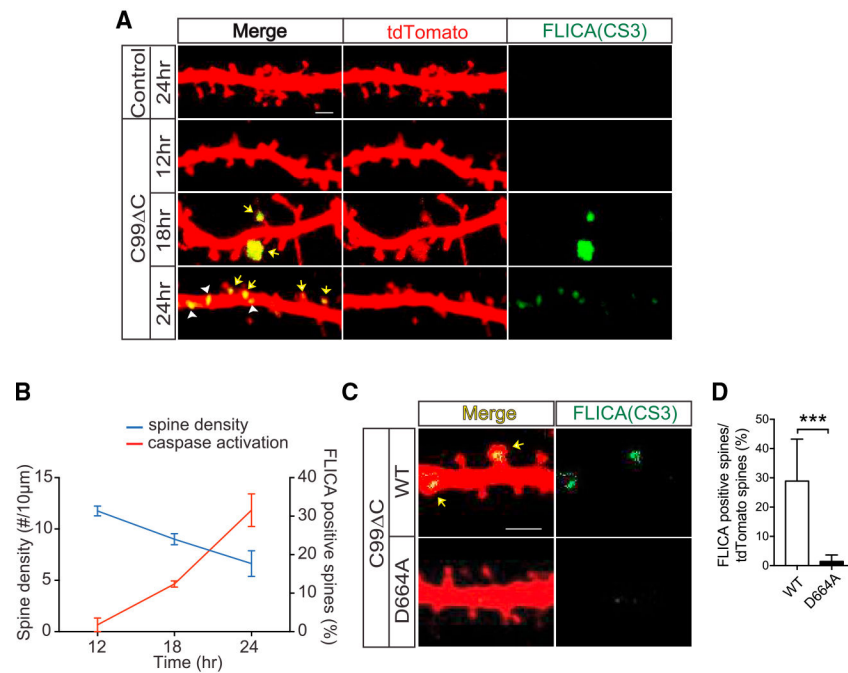 A
Merge
tdTomato
FLICA(CS3)
Control
24hr
C99ΔC
12hr
18hr
24hr
B
spine density
caspase activation
Spine density (#/10μm)
15
10
5
0
FLICA positive spines (%)
40
30
20
10
0
12
18
24
Time (hr)
C
Merge
FLICA(CS3)
C99ΔC
WT
D664A
D
***
FLICA positive spines/
tdTomato spines (%)
50
40
30
20
10
0
WT
D664A